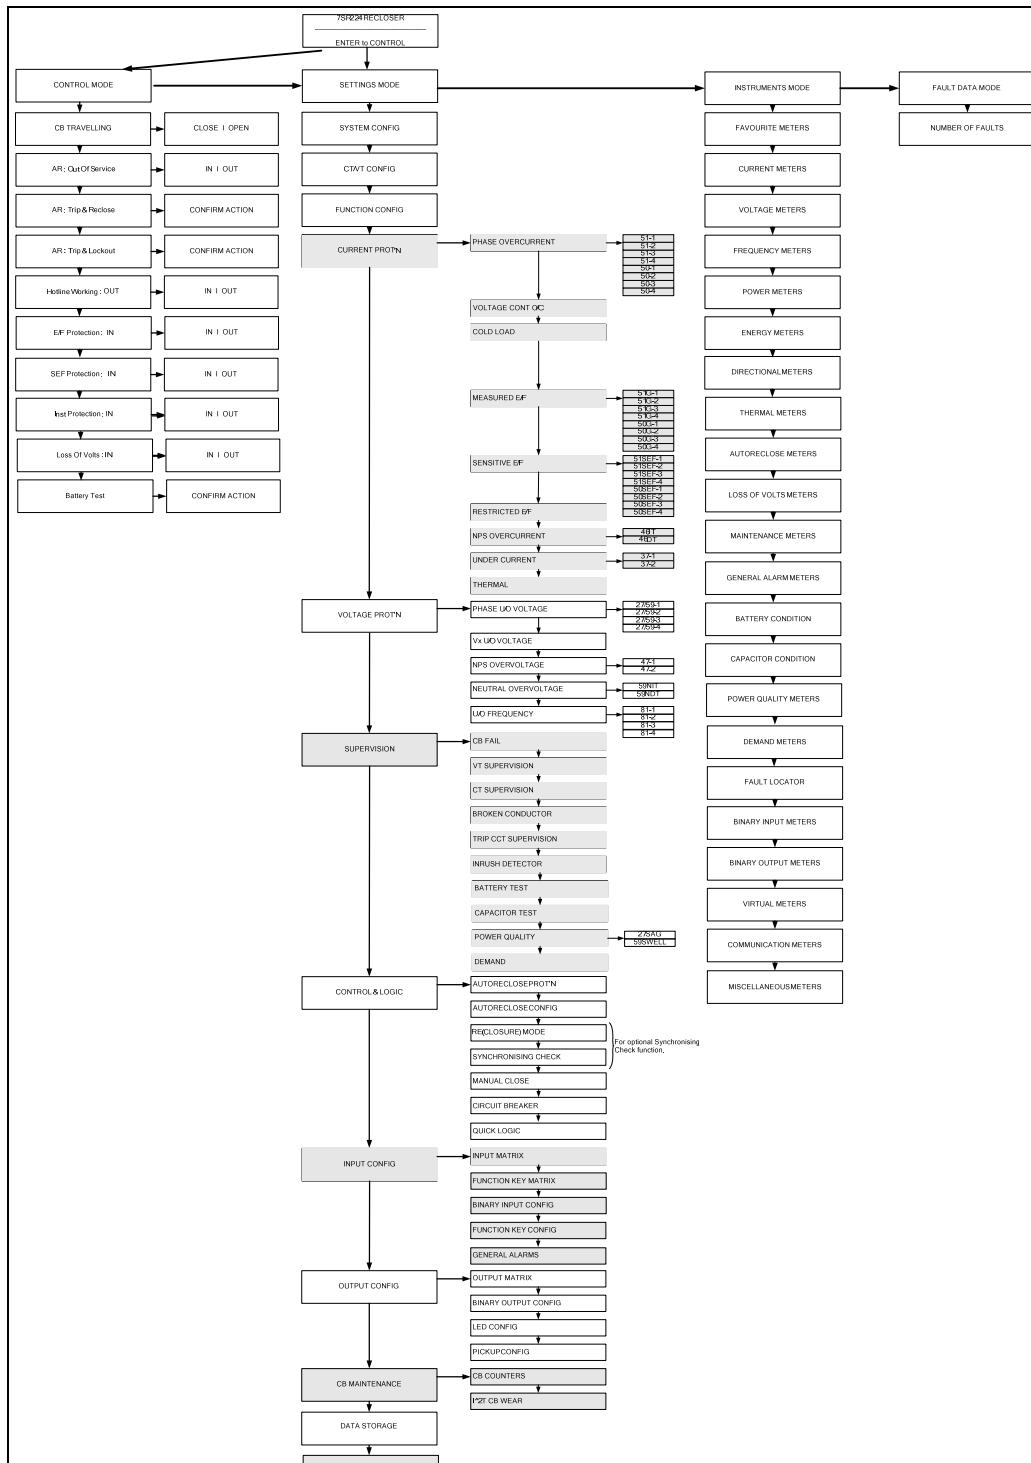 7SR224 RECLOSER
ENTER to CONTROL
CONTROL MODE
CB TRAVELLING
CLOSE | OPEN
AR: Out Of Service
IN | OUT
AR: Trip & Reclose
CONFIRM ACTION
AR: Trip & Lockout
CONFIRM ACTION
Hotline Working: OUT
IN | OUT
E/F Protection: IN
IN | OUT
SEF Protection: IN
IN | OUT
Inst Protection: IN
IN | OUT
Loss Of Volts: IN
IN | OUT
Battery Test
CONFIRM ACTION
SETTINGS MODE
SYSTEM CONFIG
CT/VT CONFIG
FUNCTION CONFIG
CURRENT PROT'N
PHASE OVERCURRENT
51-1
51-2
51-3
51-4
50-1
50-2
50-3
50-4
VOLTAGE CONT O/C
COLD LOAD
MEASURED E/F
51G-1
51G-2
51G-3
51G-4
50G-1
50G-2
50G-3
50G-4
SENSITIVE E/F
51SEF-1
51SEF-2
51SEF-3
51SEF-4
50SEF-1
50SEF-2
50SEF-3
50SEF-4
RESTRICTED E/F
NPS OVERCURRENT
46IT
46DT
UNDER CURRENT
37-1
37-2
THERMAL
VOLTAGE PROT'N
PHASE U/O VOLTAGE
27/59-1
27/59-2
27/59-3
27/59-4
Vx U/O VOLTAGE
NPS OVERVOLTAGE
47-1
47-2
NEUTRAL OVERVOLTAGE
59NIT
59NDT
U/O FREQUENCY
81-1
81-2
81-3
81-4
SUPERVISION
CB FAIL
VT SUPERVISION
CT SUPERVISION
BROKEN CONDUCTOR
TRIP CCT SUPERVISION
INRUSH DETECTOR
BATTERY TEST
CAPACITOR TEST
POWER QUALITY
27SAG
59SWELL
DEMAND
CONTROL & LOGIC
AUTORECLOSE PROT'N
AUTORECLOSE CONFIG
RE(CLOSURE) MODE
SYNCHRONISING CHECK
For optional Synchronising
Check function.
MANUAL CLOSE
CIRCUIT BREAKER
QUICK LOGIC
INPUT CONFIG
INPUT MATRIX
FUNCTION KEY MATRIX
BINARY INPUT CONFIG
FUNCTION KEY CONFIG
GENERAL ALARMS
OUTPUT CONFIG
OUTPUT MATRIX
BINARY OUTPUT CONFIG
LED CONFIG
PICKUP CONFIG
CB MAINTENANCE
CB COUNTERS
I^2T CB WEAR
DATA STORAGE
INSTRUMENTS MODE
FAVOURITE METERS
CURRENT METERS
VOLTAGE METERS
FREQUENCY METERS
POWER METERS
ENERGY METERS
DIRECTIONAL METERS
THERMAL METERS
AUTORECLOSE METERS
LOSS OF VOLTS METERS
MAINTENANCE METERS
GENERAL ALARM METERS
BATTERY CONDITION
CAPACITOR CONDITION
POWER QUALITY METERS
DEMAND METERS
FAULT LOCATOR
BINARY INPUT METERS
BINARY OUTPUT METERS
VIRTUAL METERS
COMMUNICATION METERS
MISCELLANEOUS METERS
FAULT DATA MODE
NUMBER OF FAULTS